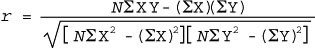 r = NΣXY - (ΣX)(ΣY) / √[NΣX² - (ΣX)²][NΣY² - (ΣY)²]